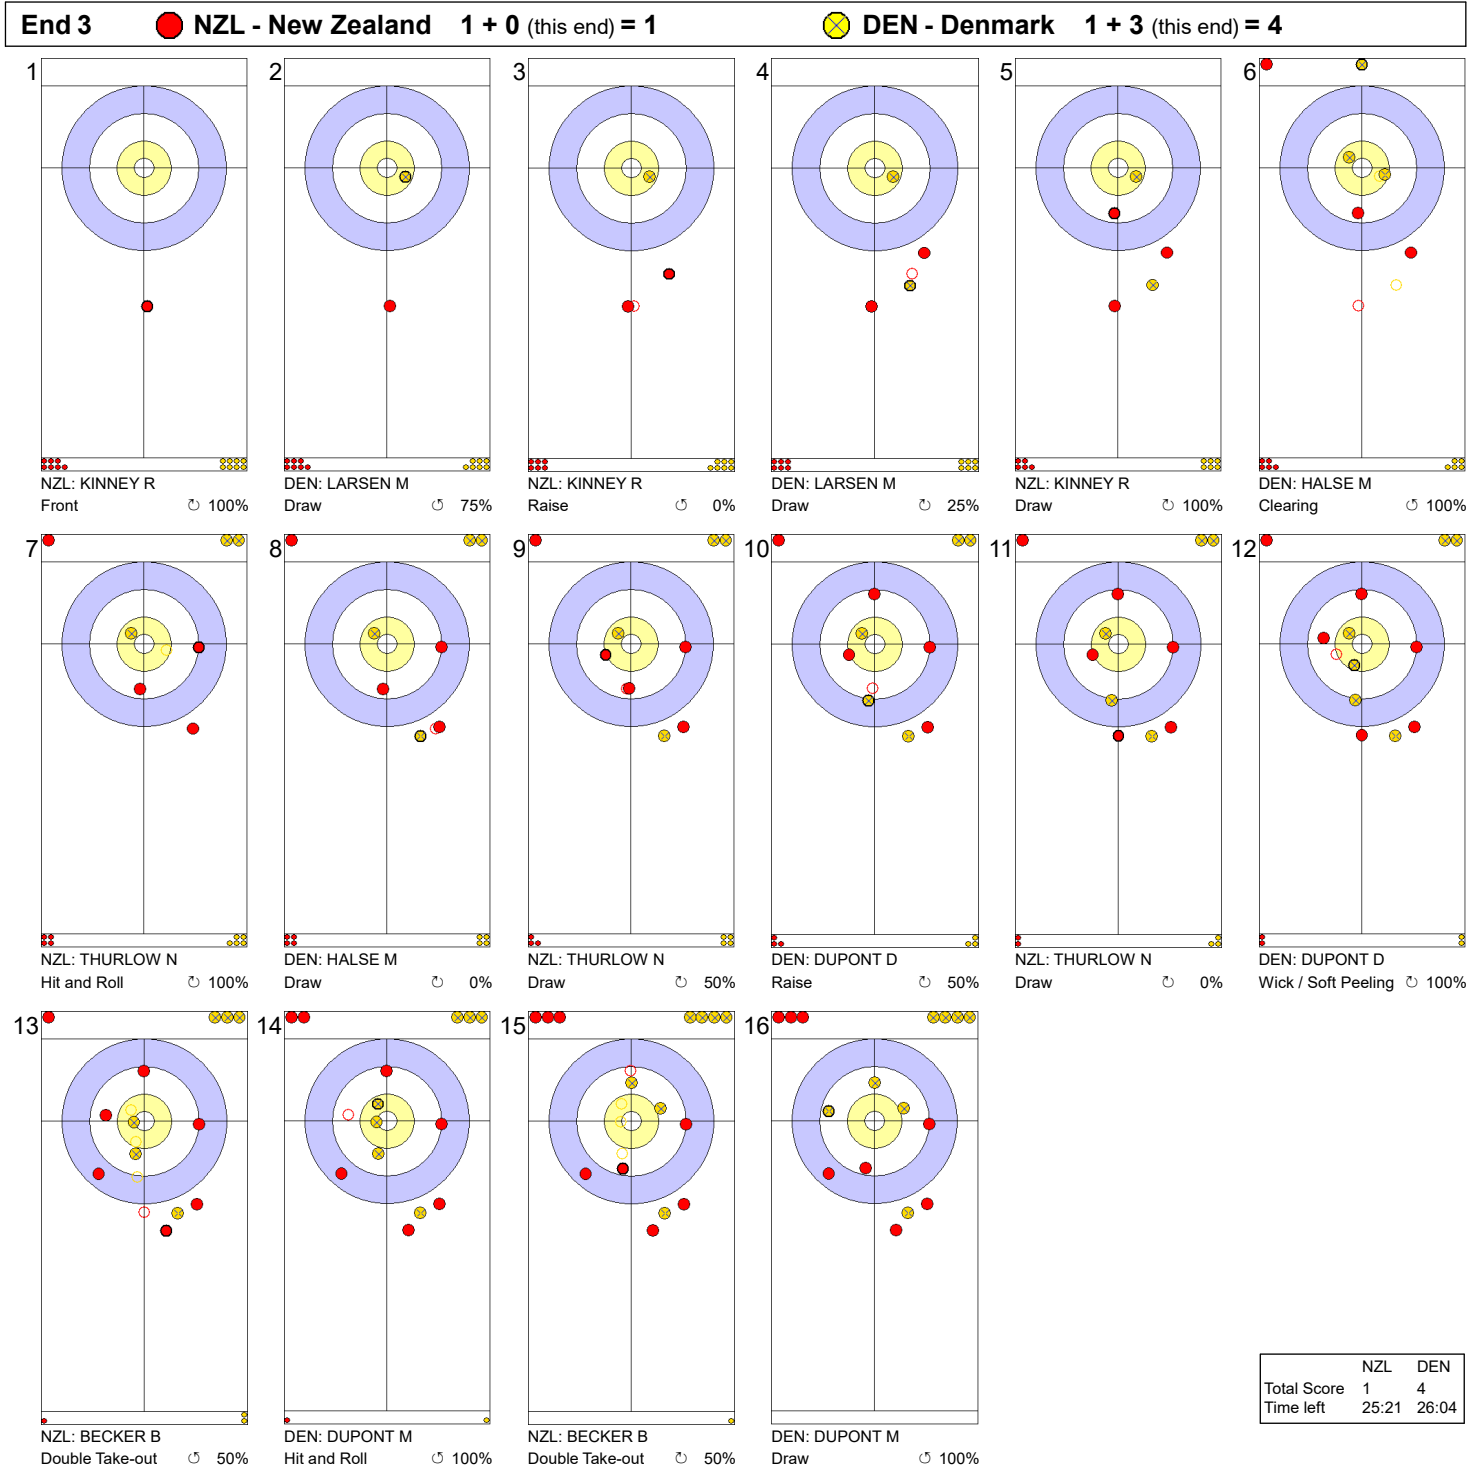 End 3 NZL - New Zealand 1 + 0 (this end) = 1 DEN - Denmark 1 + 3 (this end) = 4
1 2 3 4 5 6
NZL: KINNEY R DEN: LARSEN M NZL: KINNEY R DEN: LARSEN M NZL: KINNEY R DEN: HALSE M
Front 100% Draw 75% Raise 0% Draw 25% Draw 100% Clearing 100%
7 8 9 10 11 12
NZL: THURLOW N DEN: HALSE M NZL: THURLOW N DEN: DUPONT D NZL: THURLOW N DEN: DUPONT D
Hit and Roll 100% Draw 0% Draw 50% Raise 50% Draw 0% Wick / Soft Peeling 100%
13 14 15 16
NZL: BECKER B DEN: DUPONT M NZL: BECKER B DEN: DUPONT M
Double Take-out 50% Hit and Roll 100% Double Take-out 50% Draw 100%
NZL DEN
Total Score 1 4
Time left 25:21 26:04